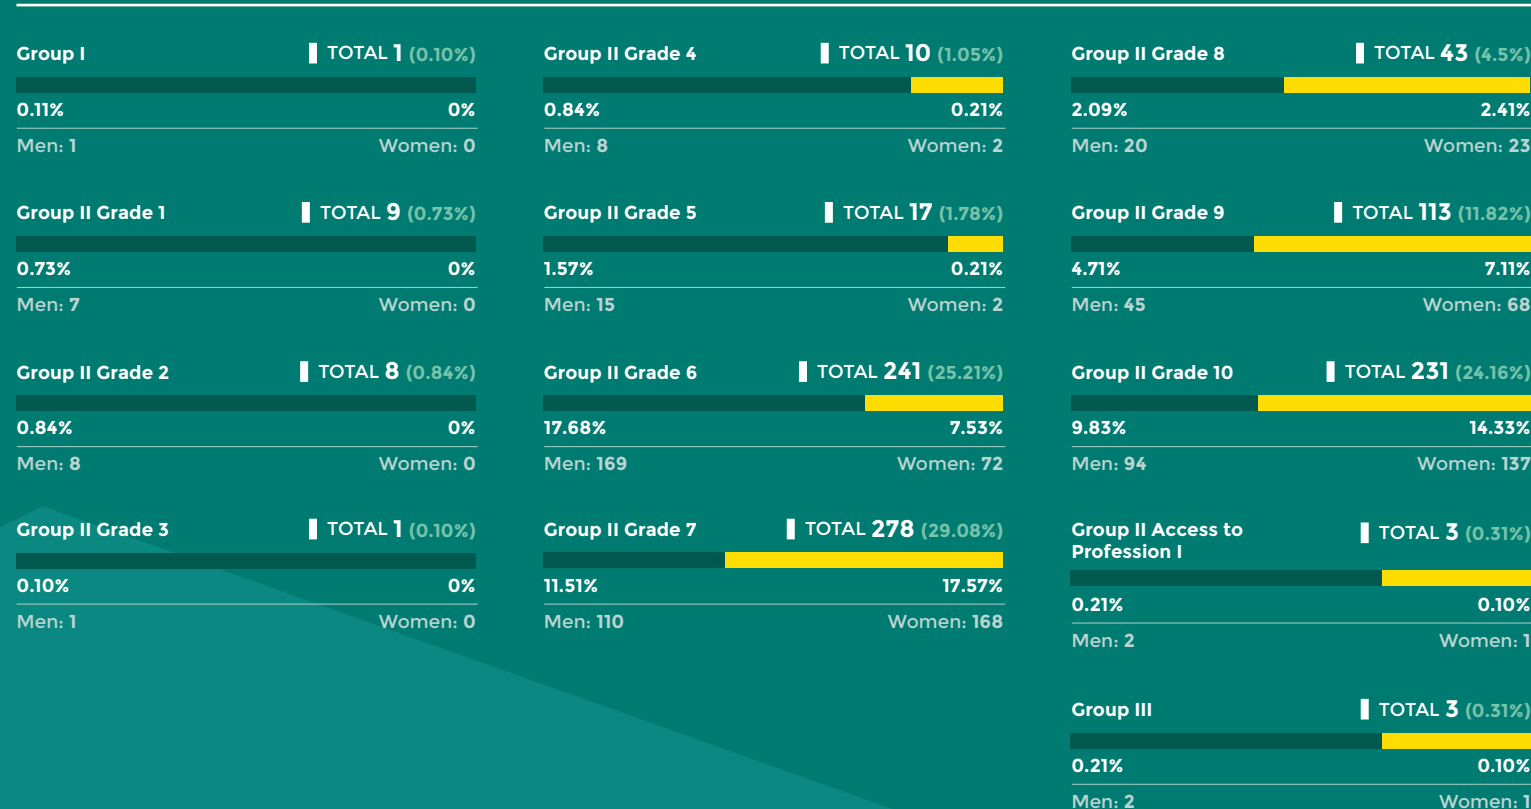 Group I TOTAL 1 (0.10%)
0.11% 0%
Men: 1 Women: 0
Group II Grade 1 TOTAL 9 (0.73%)
0.73% 0%
Men: 7 Women: 0
Group II Grade 2 TOTAL 8 (0.84%)
0.84% 0%
Men: 8 Women: 0
Group II Grade 3 TOTAL 1 (0.10%)
0.10% 0%
Men: 1 Women: 0
Group II Grade 4 TOTAL 10 (1.05%)
0.84% 0.21%
Men: 8 Women: 2
Group II Grade 5 TOTAL 17 (1.78%)
1.57% 0.21%
Men: 15 Women: 2
Group II Grade 6 TOTAL 241 (25.21%)
17.68% 7.53%
Men: 169 Women: 72
Group II Grade 7 TOTAL 278 (29.08%)
11.51% 17.57%
Men: 110 Women: 168
Group II Grade 8 TOTAL 43 (4.5%)
2.09% 2.41%
Men: 20 Women: 23
Group II Grade 9 TOTAL 113 (11.82%)
4.71% 7.11%
Men: 45 Women: 68
Group II Grade 10 TOTAL 231 (24.16%)
9.83% 14.33%
Men: 94 Women: 137
Group II Access to TOTAL 3 (0.31%)
Profession I
0.21% 0.10%
Men: 2 Women: 1
Group III TOTAL 3 (0.31%)
0.21% 0.10%
Men: 2 Women: 1